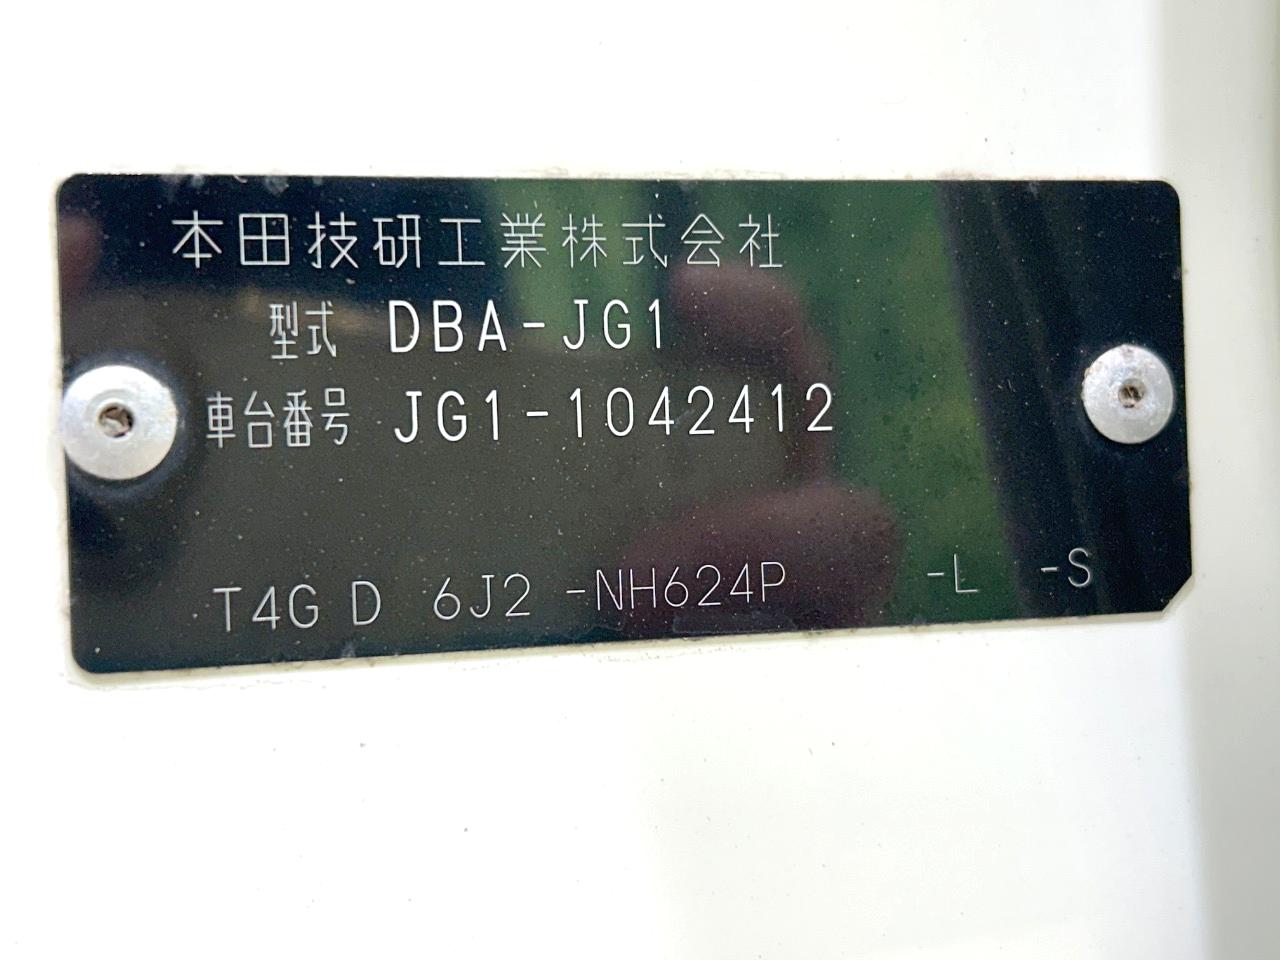 本田技研工業株式会社
型式 DBA-JG1
車台番号 JG1-1042412
T4G D 6J2 -NH624P -L -S